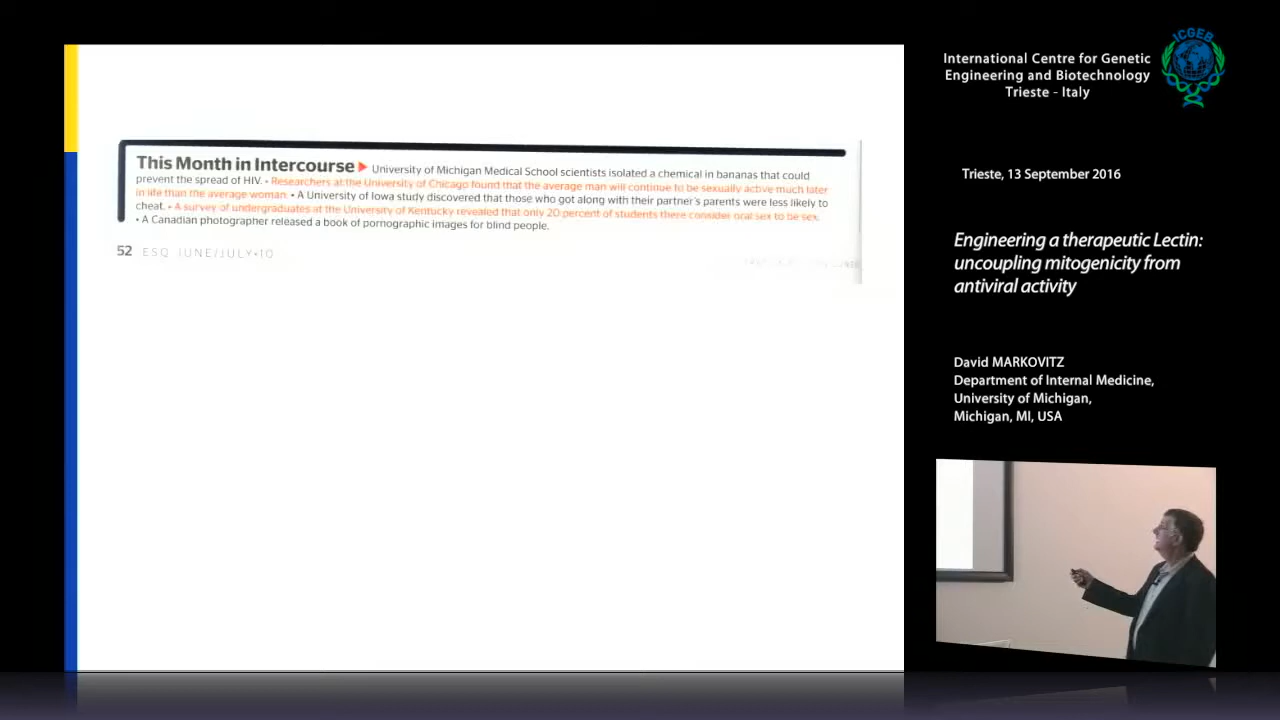 This Month in Intercourse ▶ University of Michigan Medical School scientists isolated a chemical in bananas that could
prevent the spread of HIV. • Researchers at the University of Chicago found that the average man will continue to be sexually active much later
in life than the average woman. • A University of Iowa study discovered that those who got along with their partner's parents were less likely to
cheat. • A survey of undergraduates at the University of Kentucky revealed that only 20 percent of students there consider oral sex to be sex.
• A Canadian photographer released a book of pornographic images for blind people.
52 ESQ JUNE/JULY•10
ICGEB
International Centre for Genetic
Engineering and Biotechnology
Trieste - Italy
Trieste, 13 September 2016
Engineering a therapeutic Lectin:
uncoupling mitogenicity from
antiviral activity
David MARKOVITZ
Department of Internal Medicine,
University of Michigan,
Michigan, MI, USA